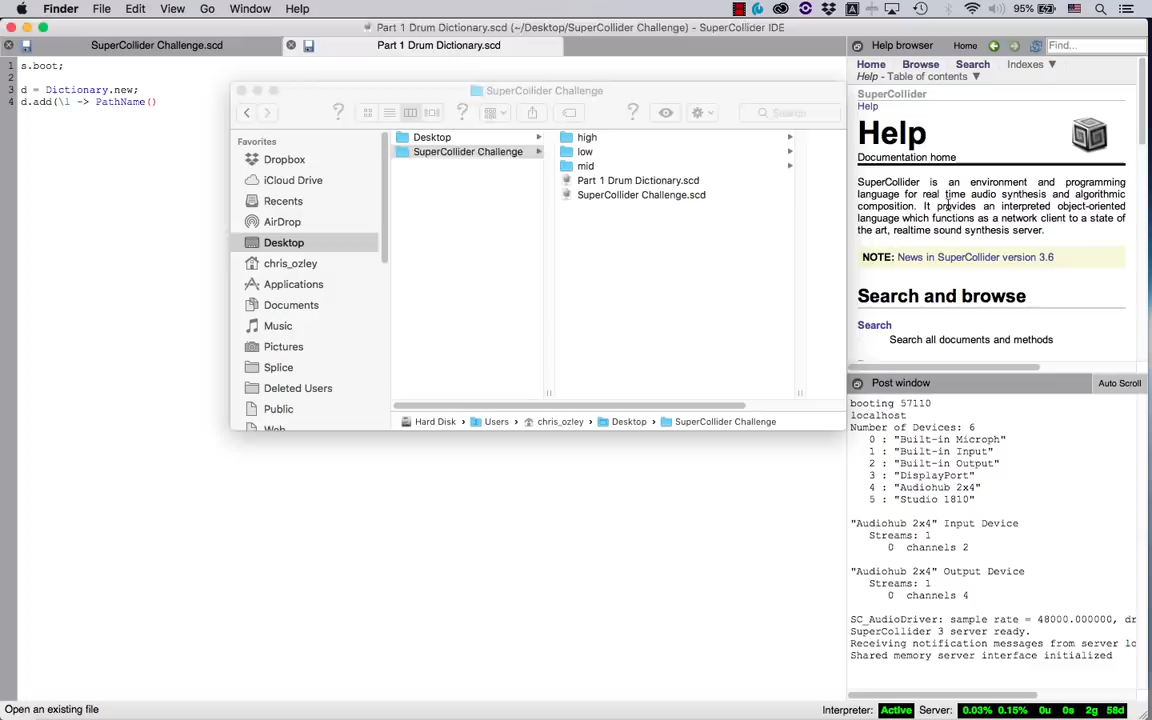 Finder File Edit View Go Window Help 95%
Part 1 Drum Dictionary.scd (~/Desktop/SuperCollider Challenge) - SuperCollider IDE
SuperCollider Challenge.scd
Part 1 Drum Dictionary.scd
1 s.boot;
2
3 d = Dictionary.new;
4 d.add(\l -> PathName()
SuperCollider Challenge
Search
Favorites
Dropbox
iCloud Drive
Recents
AirDrop
Desktop
chris_ozley
Applications
Documents
Music
Pictures
Splice
Deleted Users
Public
Web
Desktop
SuperCollider Challenge
high
low
mid
Part 1 Drum Dictionary.scd
SuperCollider Challenge.scd
Hard Disk Users chris_ozley Desktop SuperCollider Challenge
Help browser Home Find...
Home Browse Search Indexes ▼
Help - Table of contents ▼
SuperCollider
Help
Help
Documentation home
SuperCollider is an environment and programming
language for real time audio synthesis and algorithmic
composition. It provides an interpreted object-oriented
language which functions as a network client to a state of
the art, realtime sound synthesis server.
NOTE: News in SuperCollider version 3.6
Search and browse
Search
Search all documents and methods
Post window Auto Scroll
booting 57110
localhost
Number of Devices: 6
0 : "Built-in Microph"
1 : "Built-in Input"
2 : "Built-in Output"
3 : "DisplayPort"
4 : "Audiohub 2x4"
5 : "Studio 1810"
"Audiohub 2x4" Input Device
Streams: 1
0 channels 2
"Audiohub 2x4" Output Device
Streams: 1
0 channels 4
SC_AudioDriver: sample rate = 48000.000000, dr
SuperCollider 3 server ready.
Receiving notification messages from server lo
Shared memory server interface initialized
Open an existing file
Interpreter: Active Server: 0.03% 0.15% 0u 0s 2g 58d